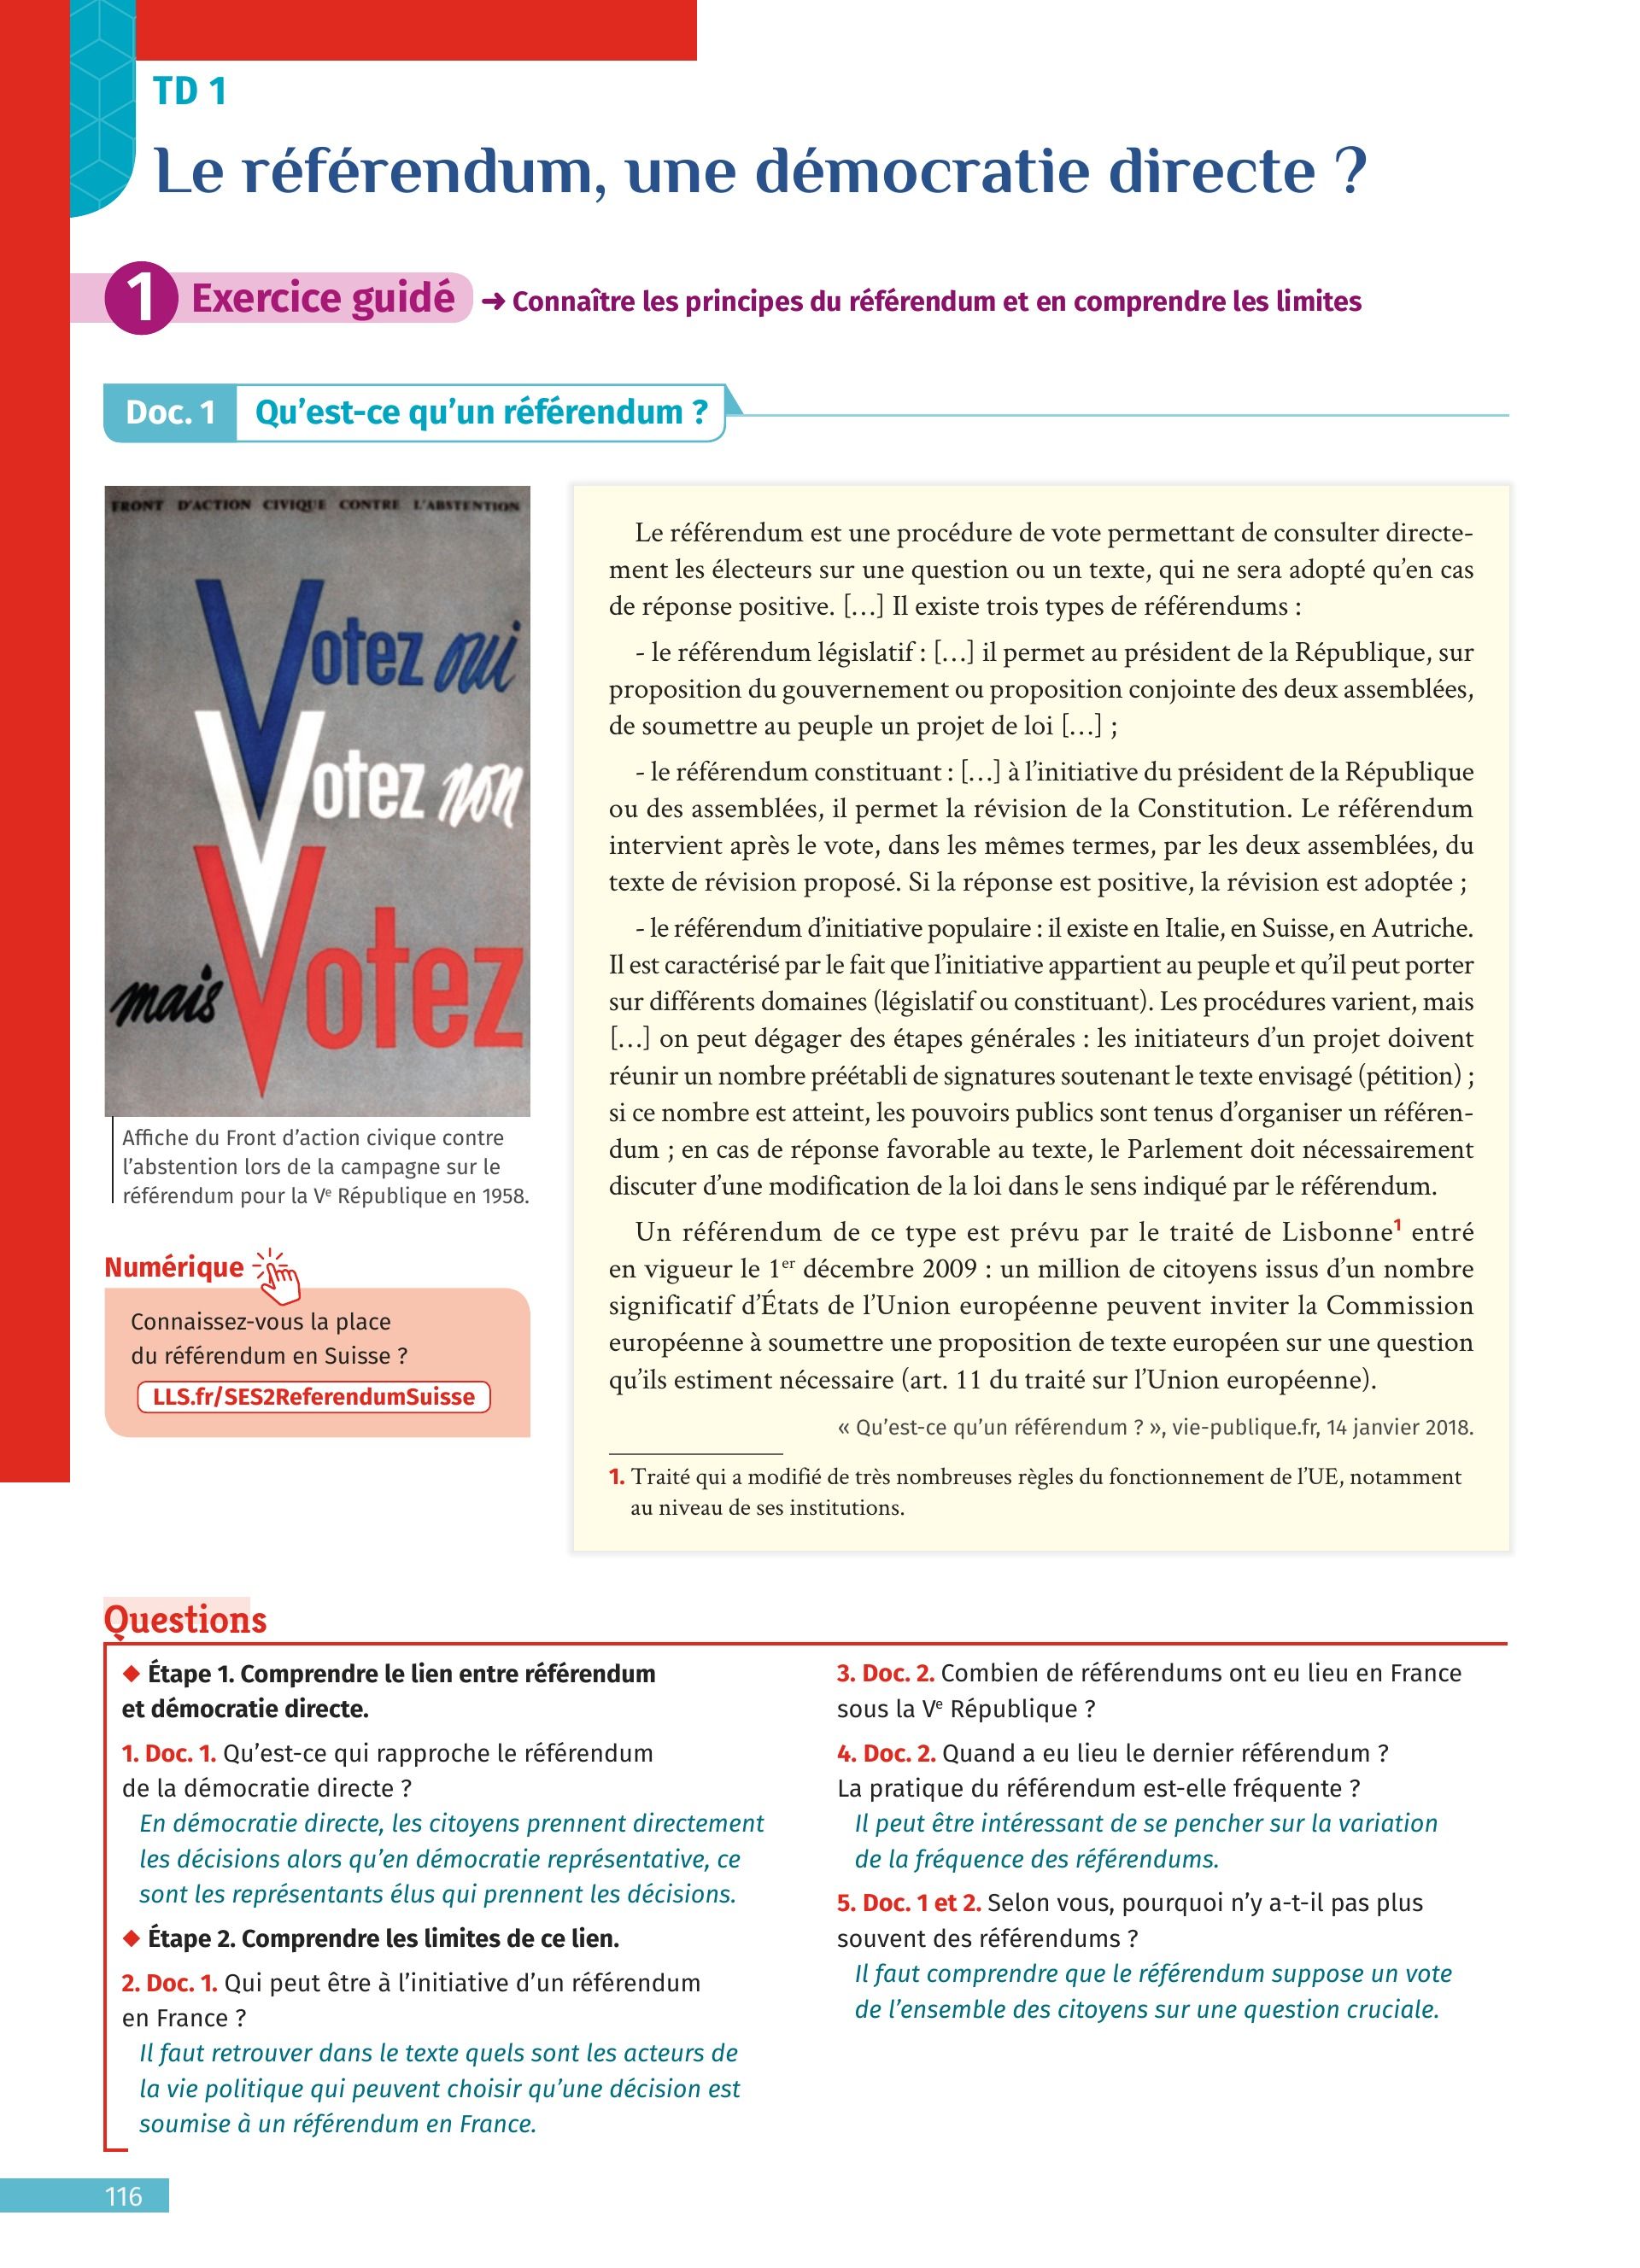 TD 1
Le référendum, une démocratie directe ?
1 Exercice guidé ➜ Connaître les principes du référendum et en comprendre les limites
Doc. 1 Qu’est-ce qu’un référendum ?
FRONT D’ACTION CIVIQUE CONTRE L’ABSTENTION
Votez oui
Votez non
mais Votez
Affiche du Front d’action civique contre
l’abstention lors de la campagne sur le
référendum pour la Ve République en 1958.
Numérique
Connaissez-vous la place
du référendum en Suisse ?
LLS.fr/SES2ReferendumSuisse
Le référendum est une procédure de vote permettant de consulter directe-
ment les électeurs sur une question ou un texte, qui ne sera adopté qu’en cas
de réponse positive. […] Il existe trois types de référendums :
- le référendum législatif : […] il permet au président de la République, sur
proposition du gouvernement ou proposition conjointe des deux assemblées,
de soumettre au peuple un projet de loi […] ;
- le référendum constituant : […] à l’initiative du président de la République
ou des assemblées, il permet la révision de la Constitution. Le référendum
intervient après le vote, dans les mêmes termes, par les deux assemblées, du
texte de révision proposé. Si la réponse est positive, la révision est adoptée ;
- le référendum d’initiative populaire : il existe en Italie, en Suisse, en Autriche.
Il est caractérisé par le fait que l’initiative appartient au peuple et qu’il peut porter
sur différents domaines (législatif ou constituant). Les procédures varient, mais
[…] on peut dégager des étapes générales : les initiateurs d’un projet doivent
réunir un nombre préétabli de signatures soutenant le texte envisagé (pétition) ;
si ce nombre est atteint, les pouvoirs publics sont tenus d’organiser un référen-
dum ; en cas de réponse favorable au texte, le Parlement doit nécessairement
discuter d’une modification de la loi dans le sens indiqué par le référendum.
Un référendum de ce type est prévu par le traité de Lisbonne1 entré
en vigueur le 1er décembre 2009 : un million de citoyens issus d’un nombre
significatif d’États de l’Union européenne peuvent inviter la Commission
européenne à soumettre une proposition de texte européen sur une question
qu’ils estiment nécessaire (art. 11 du traité sur l’Union européenne).
« Qu’est-ce qu’un référendum ? », vie-publique.fr, 14 janvier 2018.
1. Traité qui a modifié de très nombreuses règles du fonctionnement de l’UE, notamment
au niveau de ses institutions.
Questions
◆ Étape 1. Comprendre le lien entre référendum
et démocratie directe.
1. Doc. 1. Qu’est-ce qui rapproche le référendum
de la démocratie directe ?
En démocratie directe, les citoyens prennent directement
les décisions alors qu’en démocratie représentative, ce
sont les représentants élus qui prennent les décisions.
◆ Étape 2. Comprendre les limites de ce lien.
2. Doc. 1. Qui peut être à l’initiative d’un référendum
en France ?
Il faut retrouver dans le texte quels sont les acteurs de
la vie politique qui peuvent choisir qu’une décision est
soumise à un référendum en France.
3. Doc. 2. Combien de référendums ont eu lieu en France
sous la Ve République ?
4. Doc. 2. Quand a eu lieu le dernier référendum ?
La pratique du référendum est-elle fréquente ?
Il peut être intéressant de se pencher sur la variation
de la fréquence des référendums.
5. Doc. 1 et 2. Selon vous, pourquoi n’y a-t-il pas plus
souvent des référendums ?
Il faut comprendre que le référendum suppose un vote
de l’ensemble des citoyens sur une question cruciale.
116